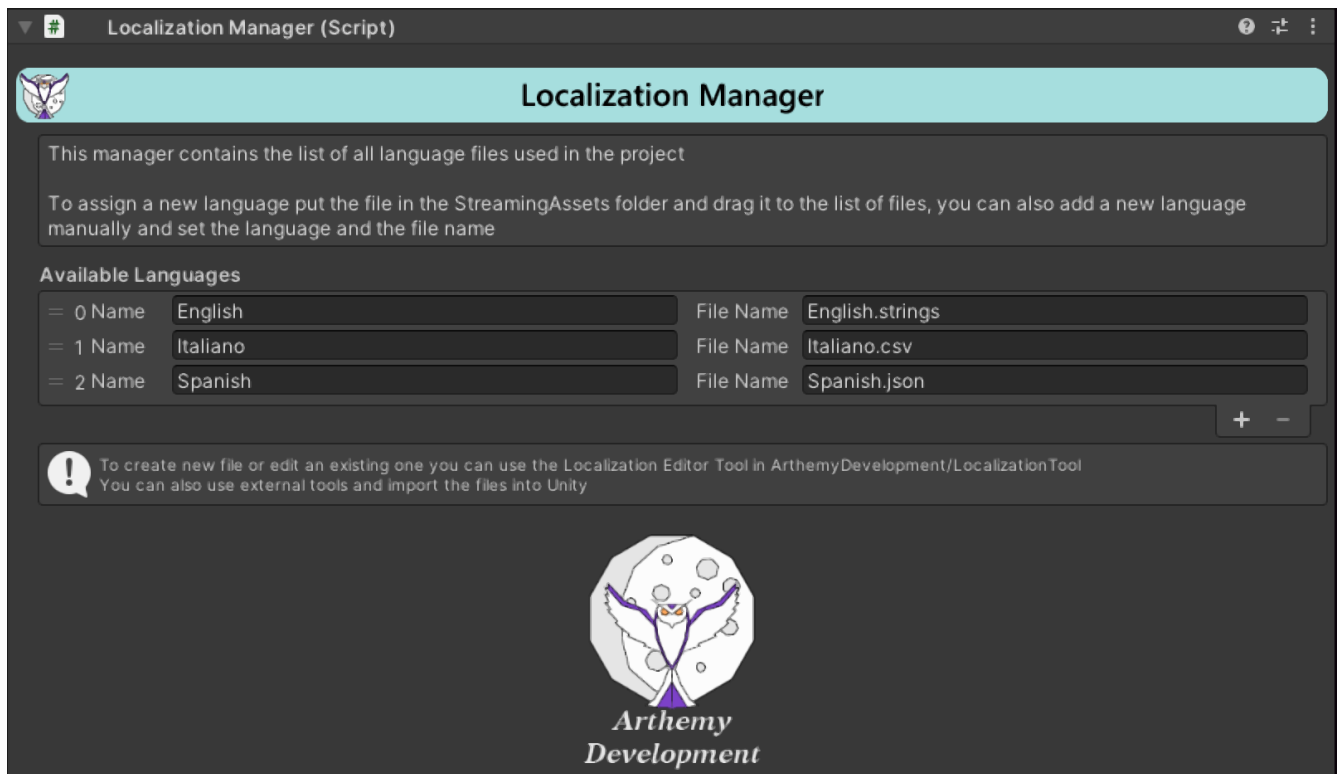 Localization Manager (Script)
Localization Manager
This manager contains the list of all language files used in the project
To assign a new language put the file in the StreamingAssets folder and drag it to the list of files, you can also add a new language
manually and set the language and the file name
Available Languages
0 Name English File Name English.strings
1 Name Italiano File Name Italiano.csv
2 Name Spanish File Name Spanish.json
To create new file or edit an existing one you can use the Localization Editor Tool in ArthemyDevelopment/LocalizationTool
You can also use external tools and import the files into Unity
Arthemy
Development